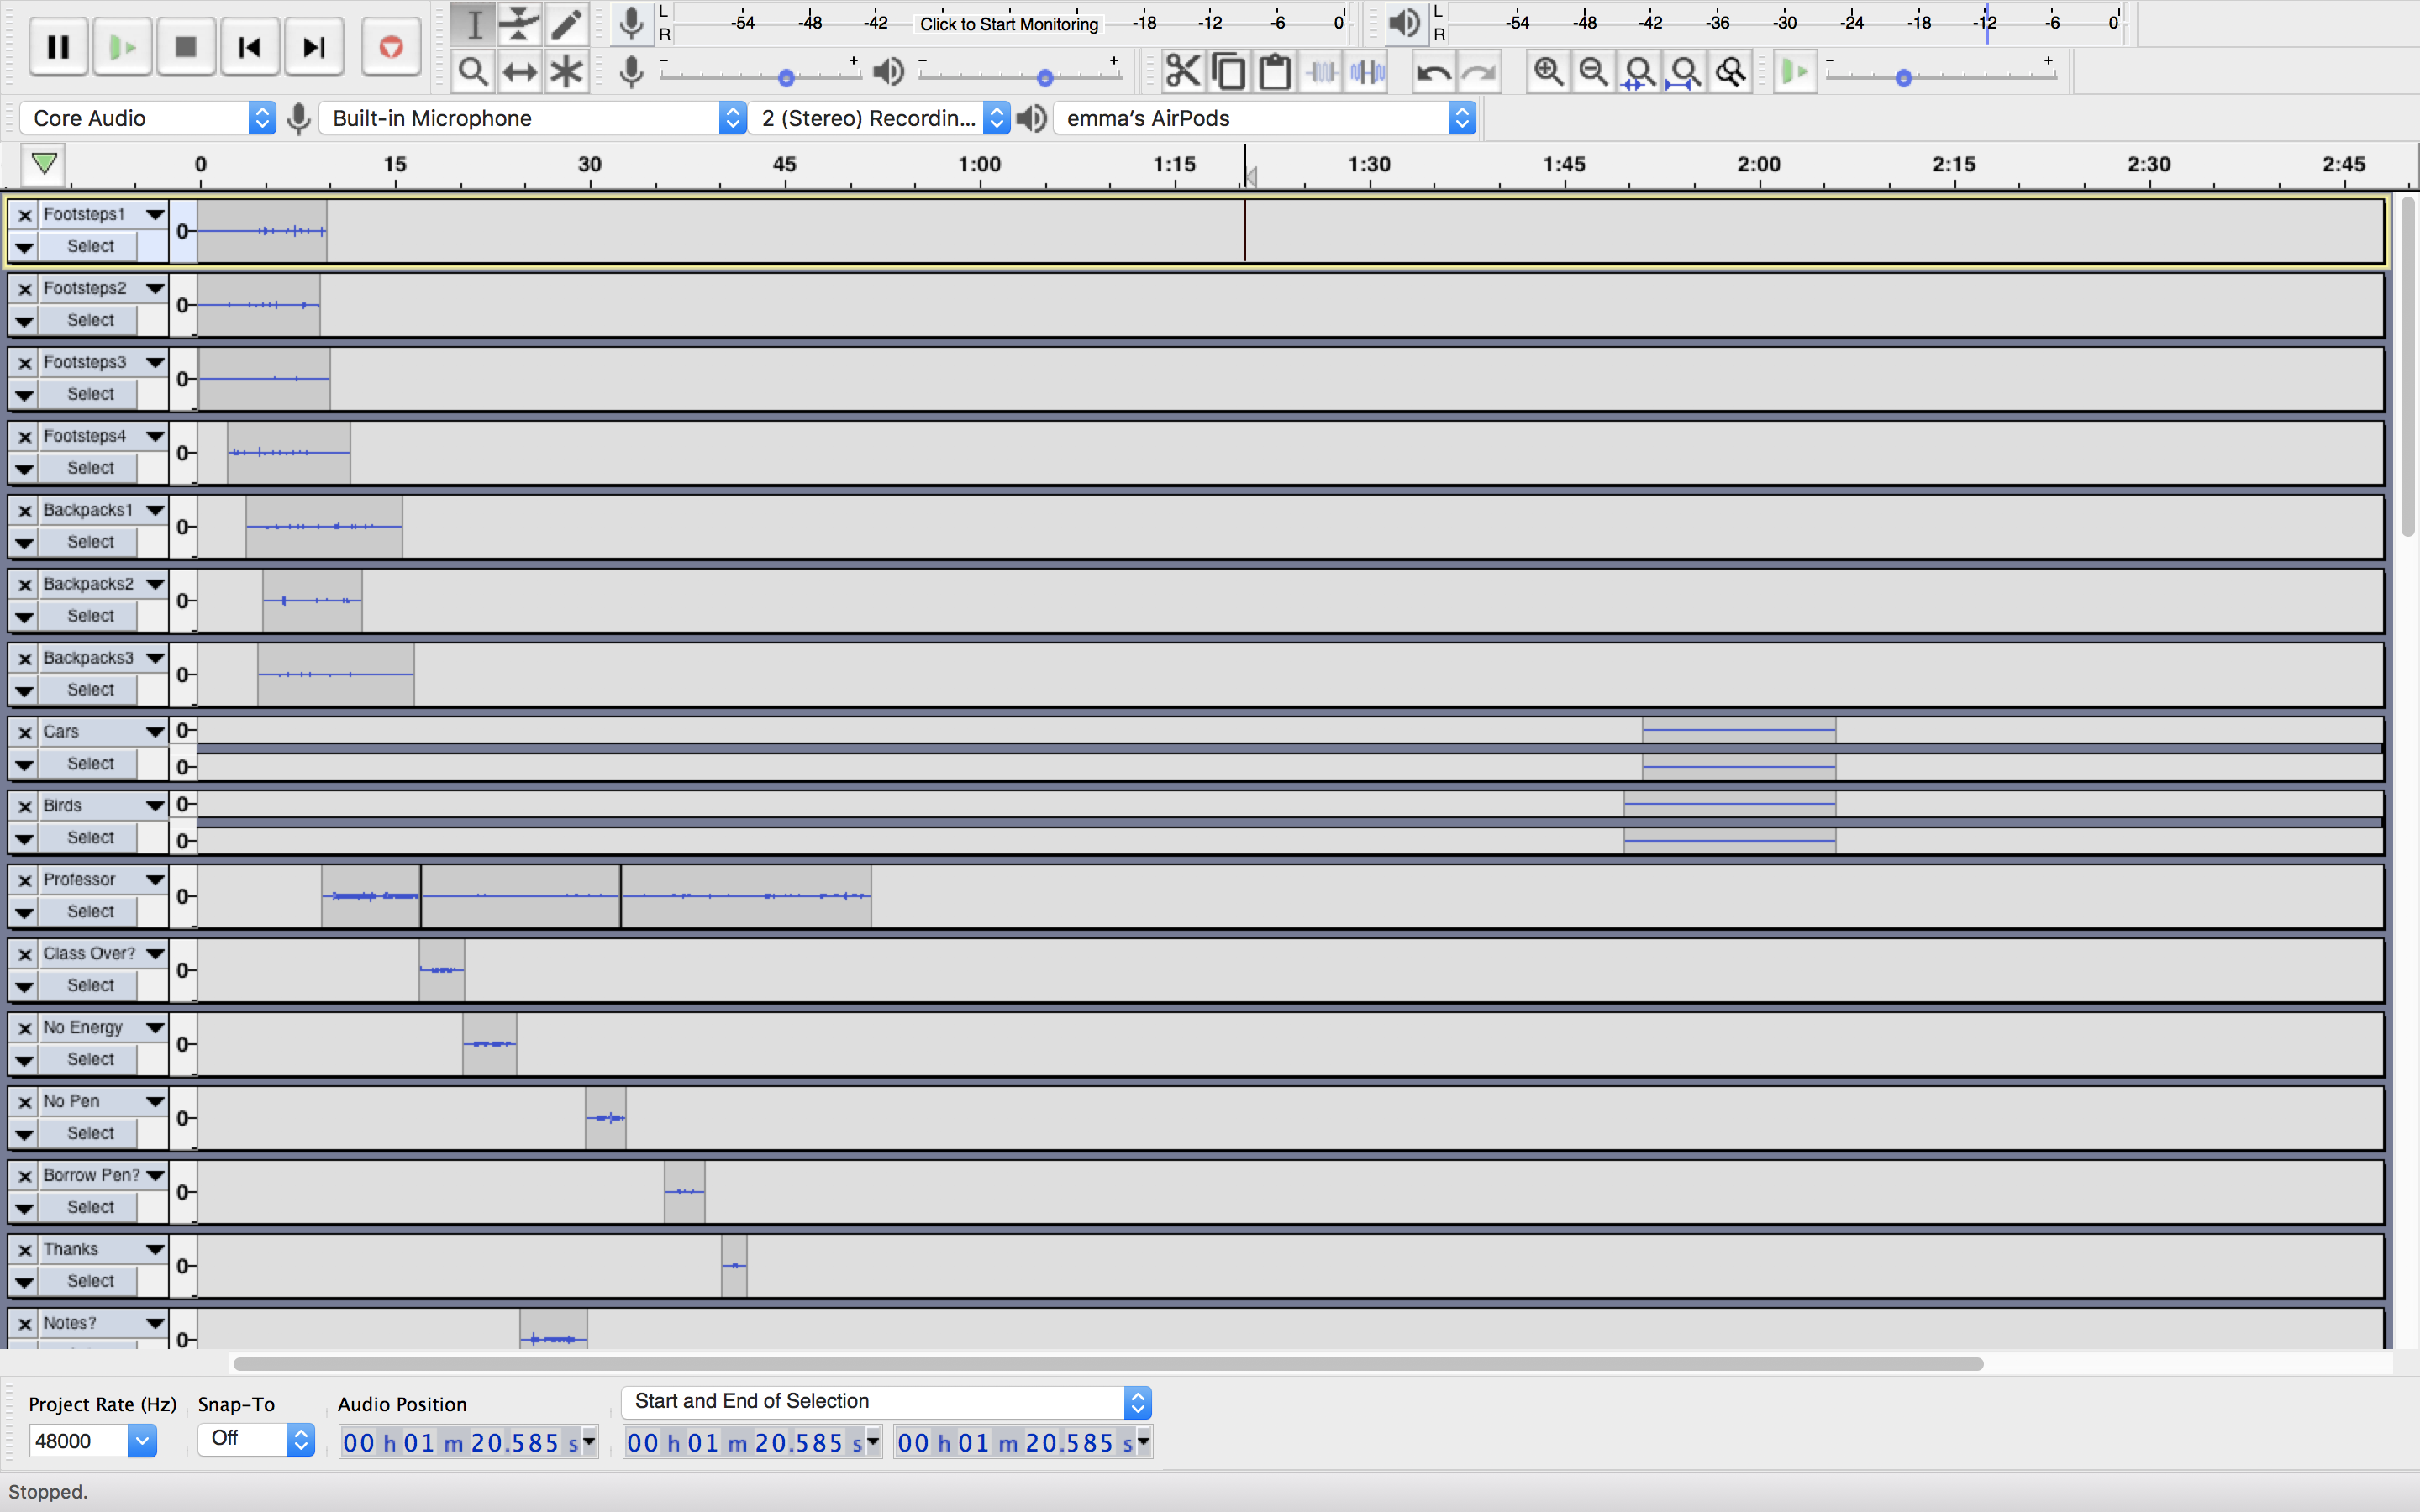 L
R
-54 -48 -42 Click to Start Monitoring -18 -12 -6 0
L
R
-54 -48 -42 -36 -30 -24 -18 -12 -6 0
- + - + - +
Core Audio Built-in Microphone 2 (Stereo) Recordin... emma's AirPods
0 15 30 45 1:00 1:15 1:30 1:45 2:00 2:15 2:30 2:45
Footsteps1
Select
0
Footsteps2
Select
0
Footsteps3
Select
0
Footsteps4
Select
0
Backpacks1
Select
0
Backpacks2
Select
0
Backpacks3
Select
0
Cars
Select
0
0
Birds
Select
0
0
Professor
Select
0
Class Over?
Select
0
No Energy
Select
0
No Pen
Select
0
Borrow Pen?
Select
0
Thanks
Select
0
Notes?
0
Project Rate (Hz) Snap-To Audio Position Start and End of Selection
48000 Off 00 h 01 m 20.585 s 00 h 01 m 20.585 s 00 h 01 m 20.585 s
Stopped.